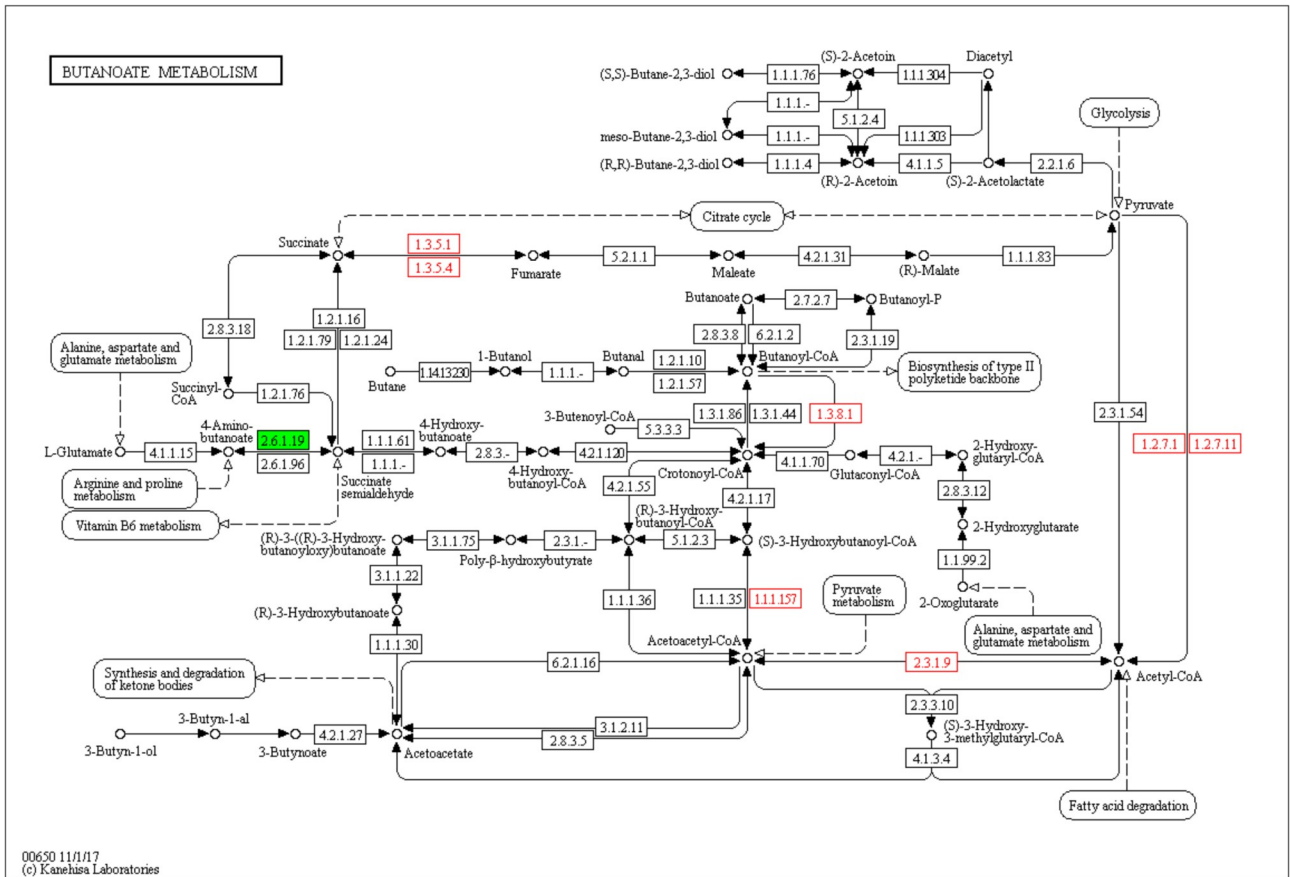 BUTANOATE METABOLISM
(S,S)-Butane-2,3-diol
1.1.1.76
(S)-2-Acetoin
1.1.1.304
Diacetyl
1.1.1.-
5.1.2.4
Glycolysis
meso-Butane-2,3-diol
1.1.1.-
1.1.1.303
(R,R)-Butane-2,3-diol
1.1.1.4
4.1.1.5
2.2.1.6
(R)-2-Acetoin
(S)-2-Acetolactate
Pyruvate
Citrate cycle
Succinate
1.3.5.1
1.3.5.4
Fumarate
5.2.1.1
Maleate
4.2.1.31
(R)-Malate
1.1.1.83
Butanoate
2.7.2.7
Butanoyl-P
2.8.3.18
1.2.1.16
1.2.1.79
1.2.1.24
2.8.3.8
6.2.1.2
2.3.1.19
Alanine, aspartate and
glutamate metabolism
Butane
1.14.13230
1-Butanol
1.1.1.-
Butanal
1.2.1.10
1.2.1.57
Butanoyl-CoA
Biosynthesis of type II
polyketide backbone
Succinyl-
CoA
1.2.1.76
3-Butenoyl-CoA
5.3.3.3
1.3.1.86
1.3.1.44
1.3.8.1
2.3.1.54
1.2.7.1
1.2.7.11
L-Glutamate
4.1.1.15
4-Amino-
butanoate
2.6.1.19
2.6.1.96
Succinate
semialdehyde
1.1.1.61
1.1.1.-
4-Hydroxy-
butanoate
2.8.3.-
4-Hydroxy-
butanoyl-CoA
4.2.1.120
Crotonoyl-CoA
4.1.1.70
Glutaconyl-CoA
4.2.1.-
2-Hydroxy-
glutaryl-CoA
Arginine and proline
metabolism
Vitamin B6 metabolism
4.2.1.55
4.2.1.17
2.8.3.12
(R)-3-Hydroxy-
butanoyl-CoA
2-Hydroxyglutarate
(R)-3-((R)-3-Hydroxy-
butanoyloxy)butanoate
3.1.1.75
Poly-β-hydroxybutyrate
2.3.1.-
5.1.2.3
(S)-3-Hydroxybutanoyl-CoA
1.1.99.2
3.1.1.22
2-Oxoglutarate
(R)-3-Hydroxybutanoate
1.1.1.36
1.1.1.35
1.1.1.157
Pyruvate
metabolism
Alanine, aspartate and
glutamate metabolism
1.1.1.30
Acetoacetyl-CoA
Synthesis and degradation
of ketone bodies
6.2.1.16
2.3.1.9
Acetyl-CoA
3-Butyn-1-ol
3-Butyn-1-al
3-Butynoate
4.2.1.27
Acetoacetate
3.1.2.11
2.8.3.5
2.3.3.10
(S)-3-Hydroxy-
3-methylglutaryl-CoA
4.1.3.4
Fatty acid degradation
00650 11/1/17
(c) Kanehisa Laboratories